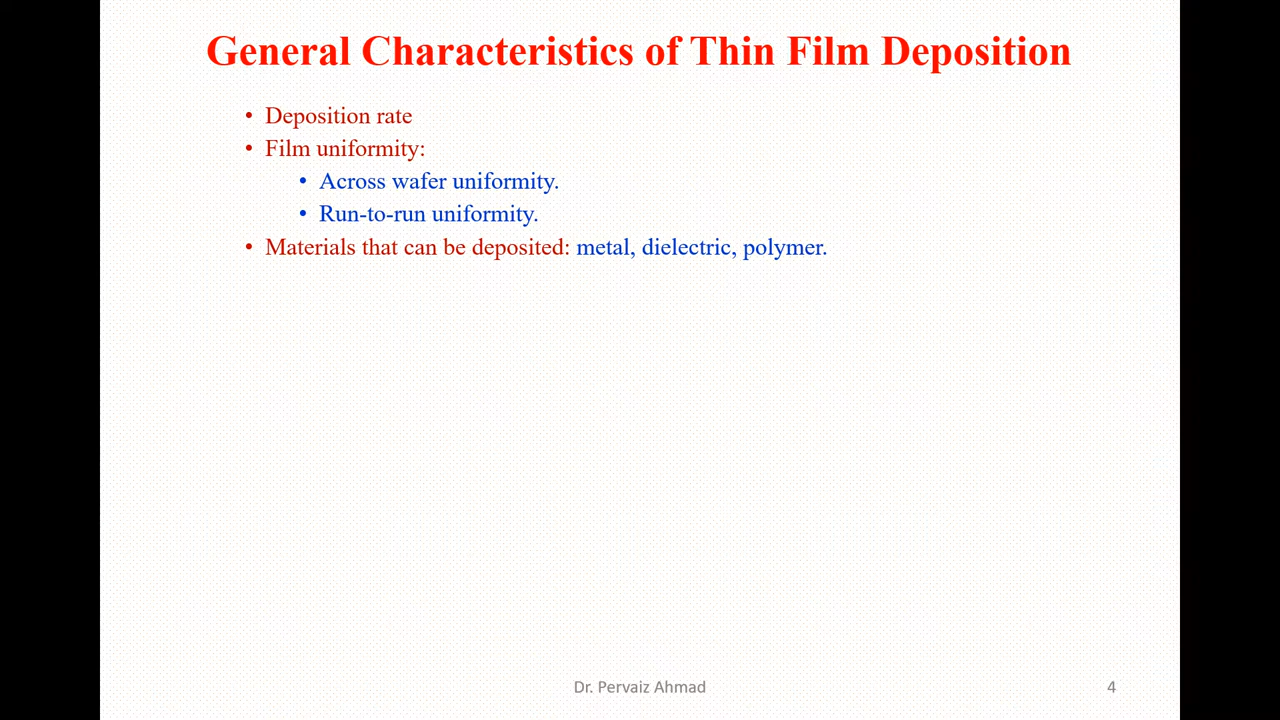 General Characteristics of Thin Film Deposition
• Deposition rate
• Film uniformity:
• Across wafer uniformity.
• Run-to-run uniformity.
• Materials that can be deposited: metal, dielectric, polymer.
Dr. Pervaiz Ahmad
4